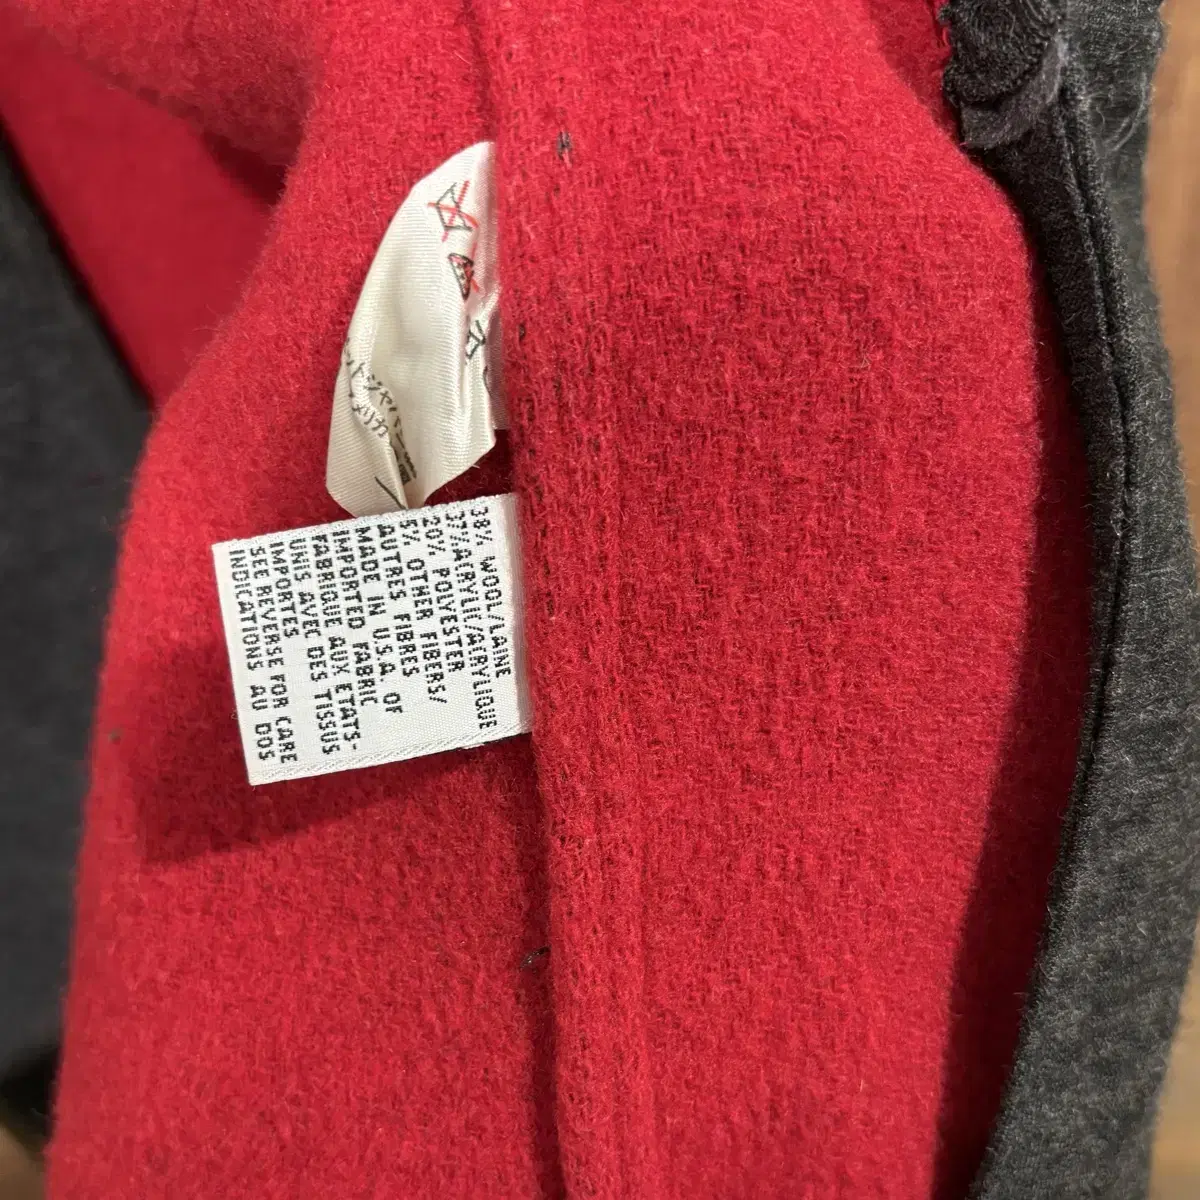 38% WOOL/LAINE
37% ACRYLIC/ACRYLIQUE
20% POLYESTER
5% OTHER FIBERS/
AUTRES FIBRES
MADE IN U.S.A. OF
IMPORTED FABRIC
FABRIQUE AUX ETATS-
UNIS AVEC DES TISSUS
IMPORTES
SEE REVERSE FOR CARE
INDICATIONS AU DOS